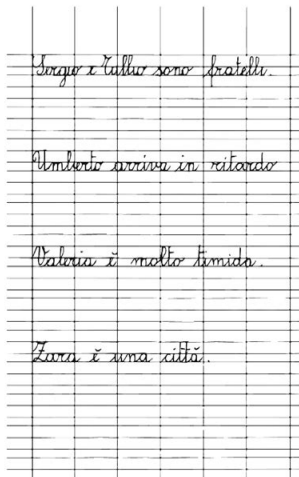 Sergio e Tullio sono fratelli.
Umberto arriva in ritardo
Valeria è molto timida.
Zara è una città.